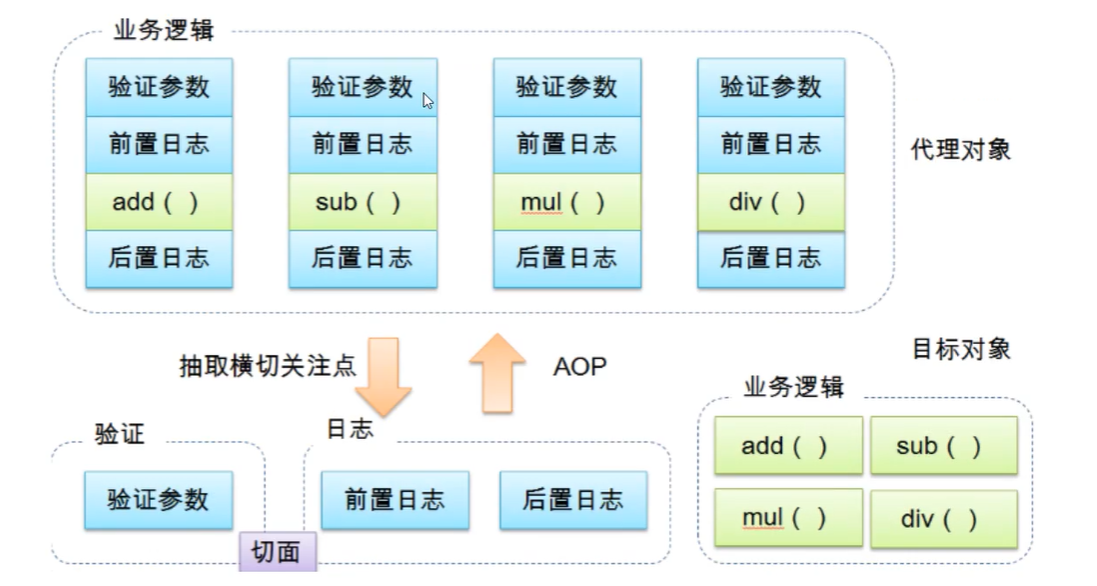 业务逻辑
验证参数 验证参数 验证参数 验证参数
前置日志 前置日志 前置日志 前置日志
代理对象
add ( ) sub ( ) mul ( ) div ( )
后置日志 后置日志 后置日志 后置日志
抽取横切关注点
AOP
目标对象
业务逻辑
验证
日志
add ( ) sub ( )
验证参数
前置日志 后置日志
mul ( ) div ( )
切面